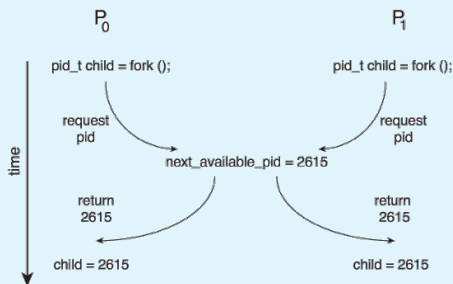 P0 P1
pid_t child = fork (); pid_t child = fork ();
request
pid
request
pid
next_available_pid = 2615
time
return
2615
return
2615
child = 2615 child = 2615